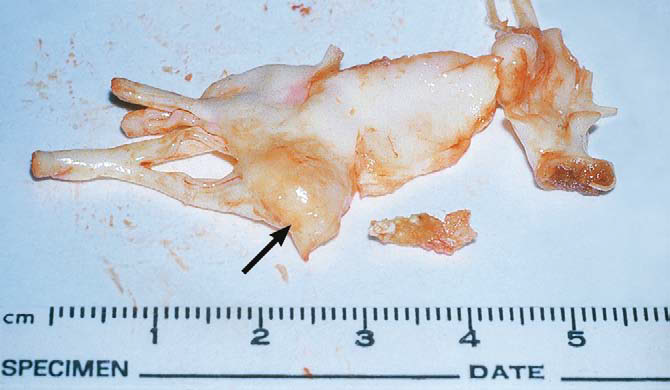 cm 1 2 3 4 5
SPECIMEN DATE